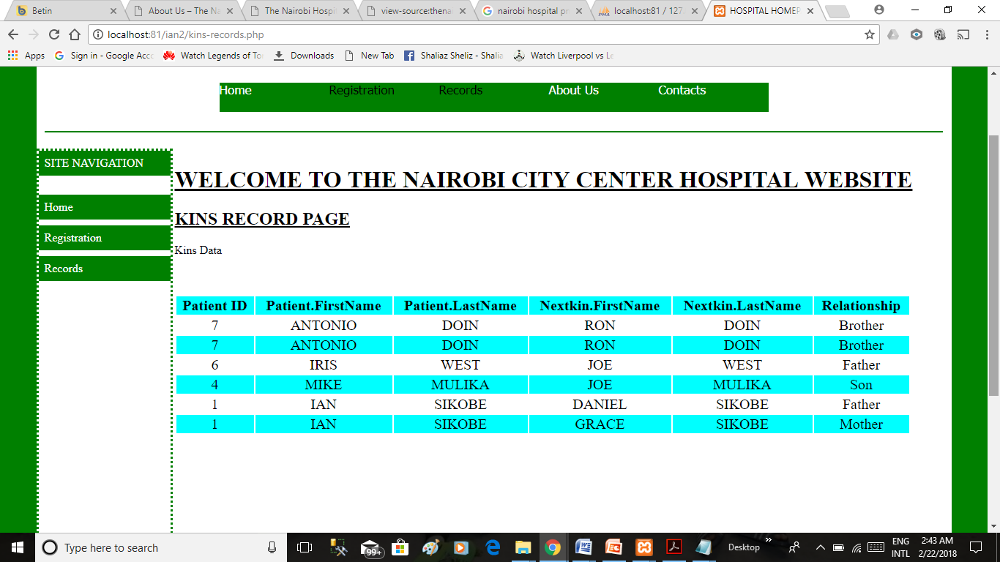 Betin
About Us – The Na
The Nairobi Hospit
view-source:thenai
nairobi hospital pr
localhost:81 / 127.
HOSPITAL HOMEP
localhost:81/ian2/kins-records.php
Apps
Sign in - Google Acco
Watch Legends of To
Downloads
New Tab
Shaliaz Sheliz - Shalia
Watch Liverpool vs Le
Home Registration Records About Us Contacts
SITE NAVIGATION
Home
Registration
Records
WELCOME TO THE NAIROBI CITY CENTER HOSPITAL WEBSITE
KINS RECORD PAGE
Kins Data
Patient ID Patient.FirstName Patient.LastName Nextkin.FirstName Nextkin.LastName Relationship
7 ANTONIO DOIN RON DOIN Brother
7 ANTONIO DOIN RON DOIN Brother
6 IRIS WEST JOE WEST Father
4 MIKE MULIKA JOE MULIKA Son
1 IAN SIKOBE DANIEL SIKOBE Father
1 IAN SIKOBE GRACE SIKOBE Mother
Type here to search
99+
Desktop
ENG
INTL
2:43 AM
2/22/2018